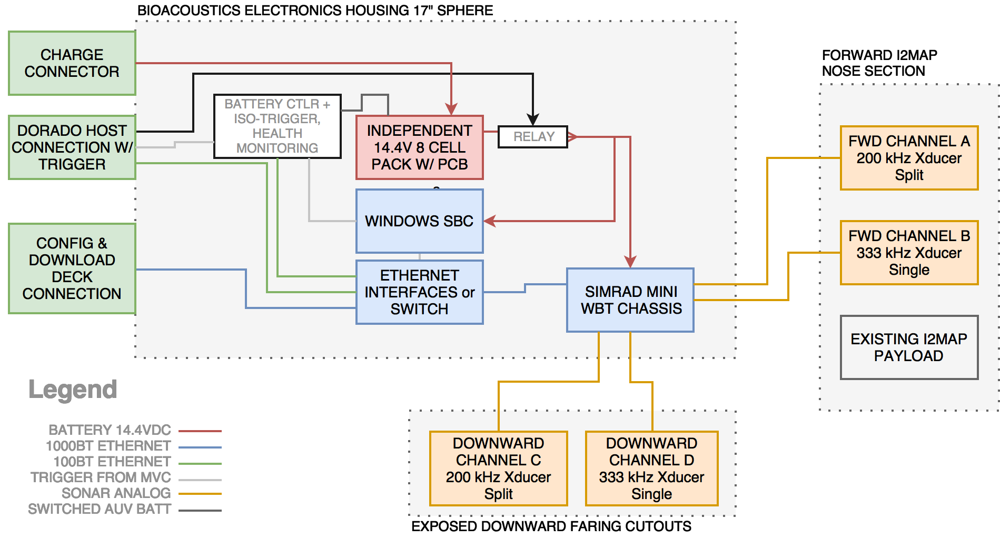 BIOACOUSTICS ELECTRONICS HOUSING 17" SPHERE
CHARGE
CONNECTOR
DORADO HOST
CONNECTION W/
TRIGGER
CONFIG &
DOWNLOAD
DECK
CONNECTION
BATTERY CTLR +
ISO-TRIGGER,
HEALTH
MONITORING
INDEPENDENT
14.4V 8 CELL
PACK W/ PCB
RELAY
WINDOWS SBC
ETHERNET
INTERFACES or
SWITCH
SIMRAD MINI
WBT CHASSIS
FORWARD I2MAP
NOSE SECTION
FWD CHANNEL A
200 kHz Xducer
Split
FWD CHANNEL B
333 kHz Xducer
Single
EXISTING I2MAP
PAYLOAD
Legend
BATTERY 14.4VDC
1000BT ETHERNET
100BT ETHERNET
TRIGGER FROM MVC
SONAR ANALOG
SWITCHED AUV BATT
DOWNWARD
CHANNEL C
200 kHz Xducer
Split
DOWNWARD
CHANNEL D
333 kHz Xducer
Single
EXPOSED DOWNWARD FARING CUTOUTS